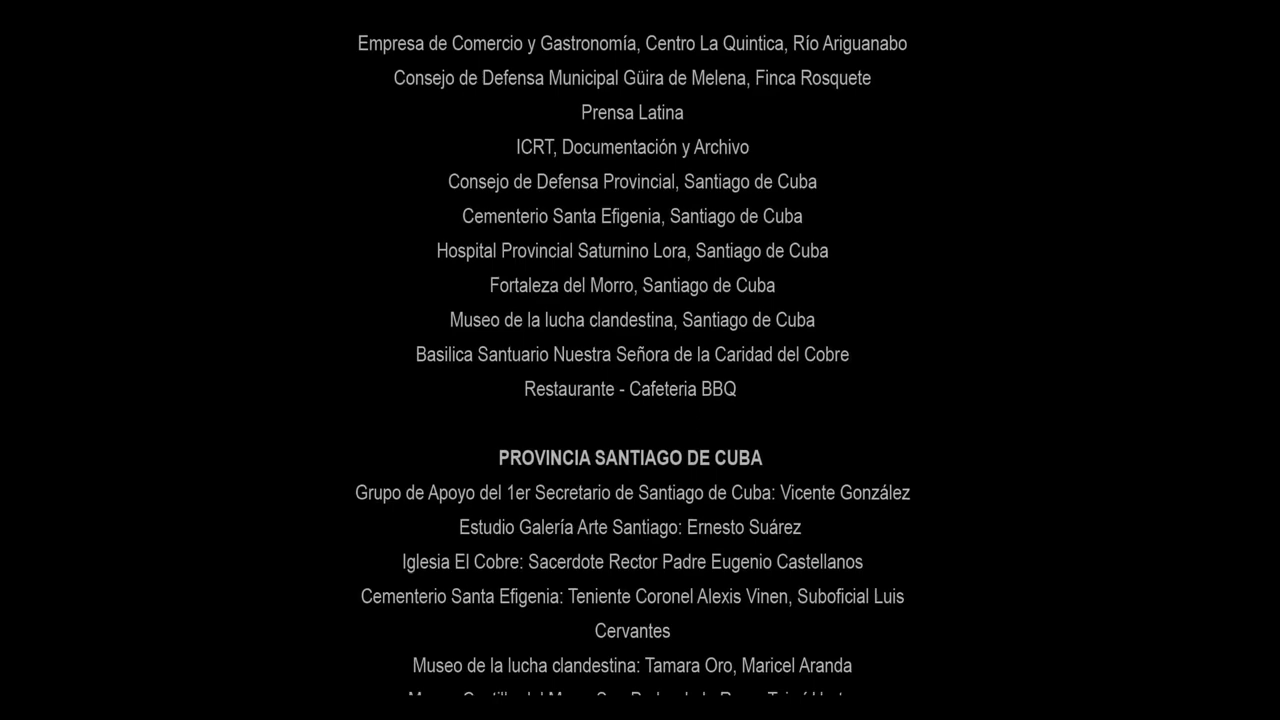 Empresa de Comercio y Gastronomía, Centro La Quintica, Río Ariguanabo
Consejo de Defensa Municipal Güira de Melena, Finca Rosquete
Prensa Latina
ICRT, Documentación y Archivo
Consejo de Defensa Provincial, Santiago de Cuba
Cementerio Santa Efigenia, Santiago de Cuba
Hospital Provincial Saturnino Lora, Santiago de Cuba
Fortaleza del Morro, Santiago de Cuba
Museo de la lucha clandestina, Santiago de Cuba
Basilica Santuario Nuestra Señora de la Caridad del Cobre
Restaurante - Cafeteria BBQ
PROVINCIA SANTIAGO DE CUBA
Grupo de Apoyo del 1er Secretario de Santiago de Cuba: Vicente González
Estudio Galería Arte Santiago: Ernesto Suárez
Iglesia El Cobre: Sacerdote Rector Padre Eugenio Castellanos
Cementerio Santa Efigenia: Teniente Coronel Alexis Vinen, Suboficial Luis
Cervantes
Museo de la lucha clandestina: Tamara Oro, Maricel Aranda